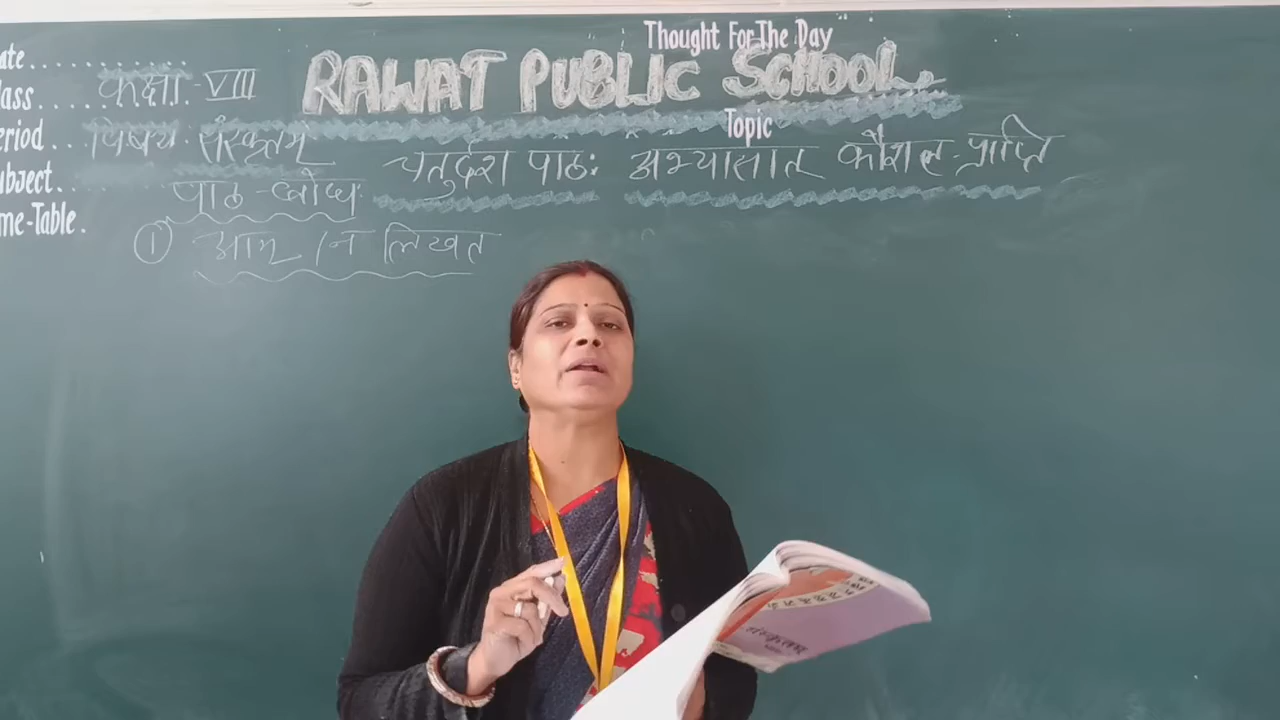 Thought For The Day
RAWAT PUBLIC SCHOOL
ate
lass कक्षा - VIII
eriod विषय - संस्कृतम्
Topic
चतुर्दश पाठः अभ्यासात् कौशल-प्राप्ति
ubject
पाठ-बोध
me-Table
① आम् / न लिखत
संस्कृतम्